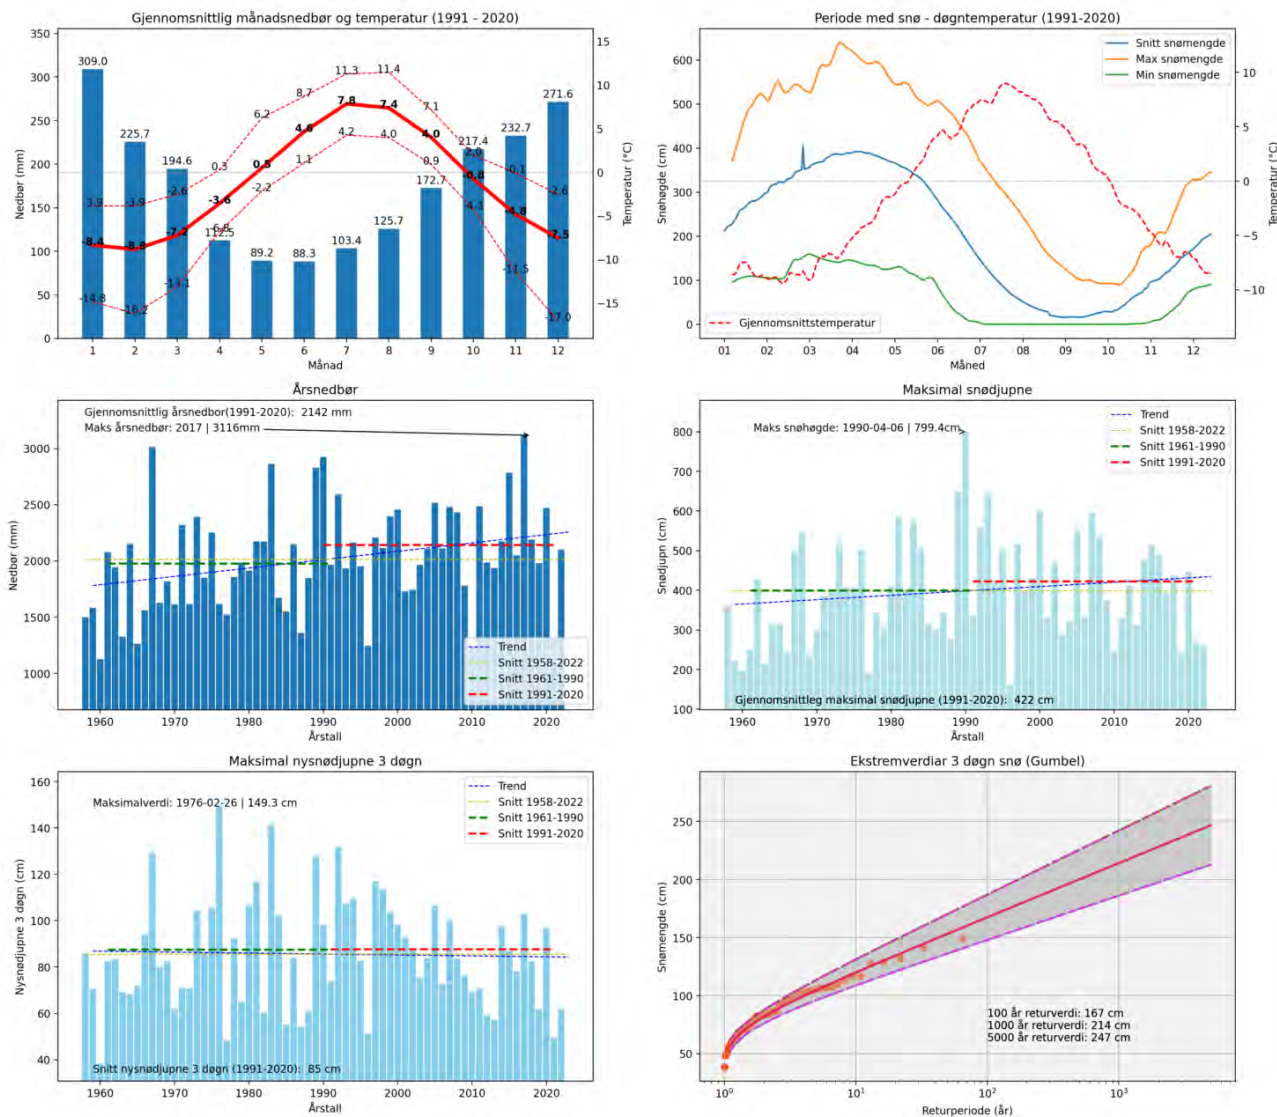 Gjennomsnittlig månadsnedbør og temperatur (1991 - 2020)
Nedbør (mm)
350
300
250
200
150
100
50
0
309.0
225.7
194.6
112.5
89.2
88.3
103.4
125.7
172.7
217.4
232.7
271.6
-3.9
-3.9
-2.6
0.3
6.2
8.7
11.3
11.4
7.1
2.0
-0.1
-2.6
-8.4
-8.8
-7.2
-3.6
0.5
4.6
7.8
7.4
4.0
-0.8
-4.8
-7.5
-14.8
-16.2
-13.1
-6.8
-2.2
1.1
4.2
4.0
0.9
-4.1
-11.5
-17.0
15
10
5
0
−5
−10
−15
Temperatur (°C)
1 2 3 4 5 6 7 8 9 10 11 12
Månad
Periode med snø - døgntemperatur (1991-2020)
Snøhøgde (cm)
600
500
400
300
200
100
0
Snitt snømengde
Max snømengde
Min snømengde
Gjennomsnittstemperatur
10
5
0
−5
−10
Temperatur (°C)
01 02 03 04 05 06 07 08 09 10 11 12
Måned
Årsnedbør
Gjennomsnittlig årsnedbor(1991-2020): 2142 mm
Maks årsnedbør: 2017 | 3116mm
Nedbør (mm)
3000
2500
2000
1500
1000
Trend
Snitt 1958-2022
Snitt 1961-1990
Snitt 1991-2020
1960 1970 1980 1990 2000 2010 2020
Årstall
Maksimal snødjupne
Maks snøhøgde: 1990-04-06 | 799.4cm
Snødjupn (cm)
800
700
600
500
400
300
200
100
Trend
Snitt 1958-2022
Snitt 1961-1990
Snitt 1991-2020
Gjennomsnittleg maksimal snødjupne (1991-2020): 422 cm
1960 1970 1980 1990 2000 2010 2020
Årstall
Maksimal nysnødjupne 3 døgn
Maksimalverdi: 1976-02-26 | 149.3 cm
Nysnødjupne 3 døgn (cm)
160
140
120
100
80
60
40
Trend
Snitt 1958-2022
Snitt 1961-1990
Snitt 1991-2020
Snitt nysnødjupne 3 døgn (1991-2020): 85 cm
1960 1970 1980 1990 2000 2010 2020
Årstall
Ekstremverdiar 3 døgn snø (Gumbel)
Snømengde (cm)
250
200
150
100
50
100 år returverdi: 167 cm
1000 år returverdi: 214 cm
5000 år returverdi: 247 cm
10⁰ 10¹ 10² 10³
Returperiode (år)